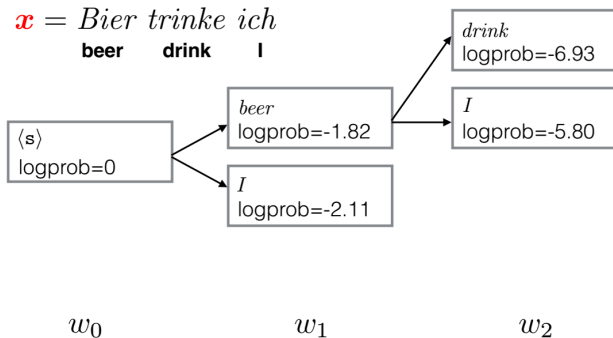 x = Bier trinke ich
beer drink I
⟨s⟩
logprob=0
beer
logprob=-1.82
I
logprob=-2.11
drink
logprob=-6.93
I
logprob=-5.80
w₀ w₁ w₂